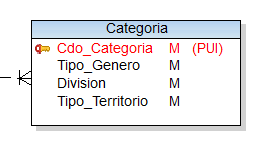 Categoria
Cdo_Categoria M (PUI)
Tipo_Genero M
Division M
Tipo_Territorio M